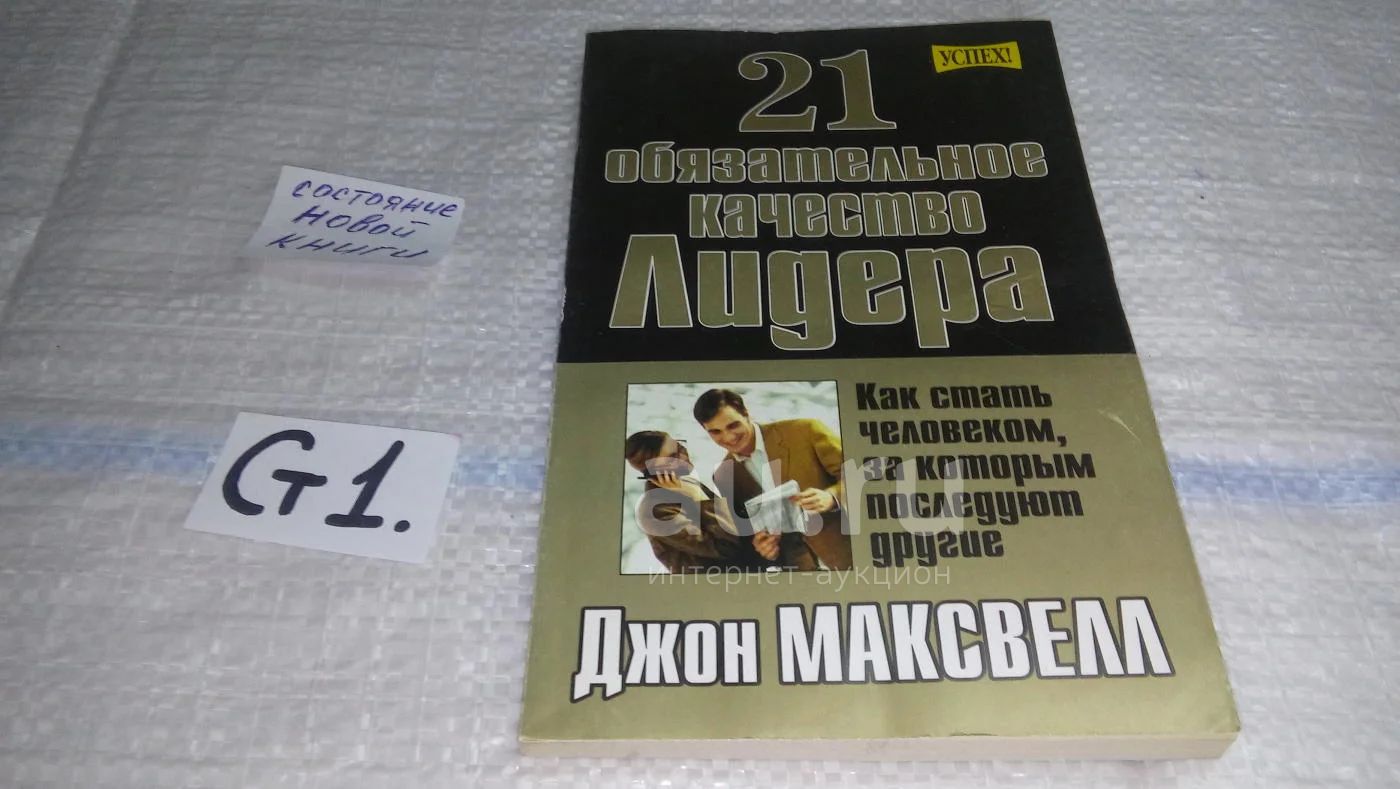 состояние
новой
книги
G1.
УСПЕХ!
21
обязательное
качество
Лидера
Как стать
человеком,
за которым
последуют
другие
au.ru
интернет-аукцион
Джон МАКСВЕЛЛ